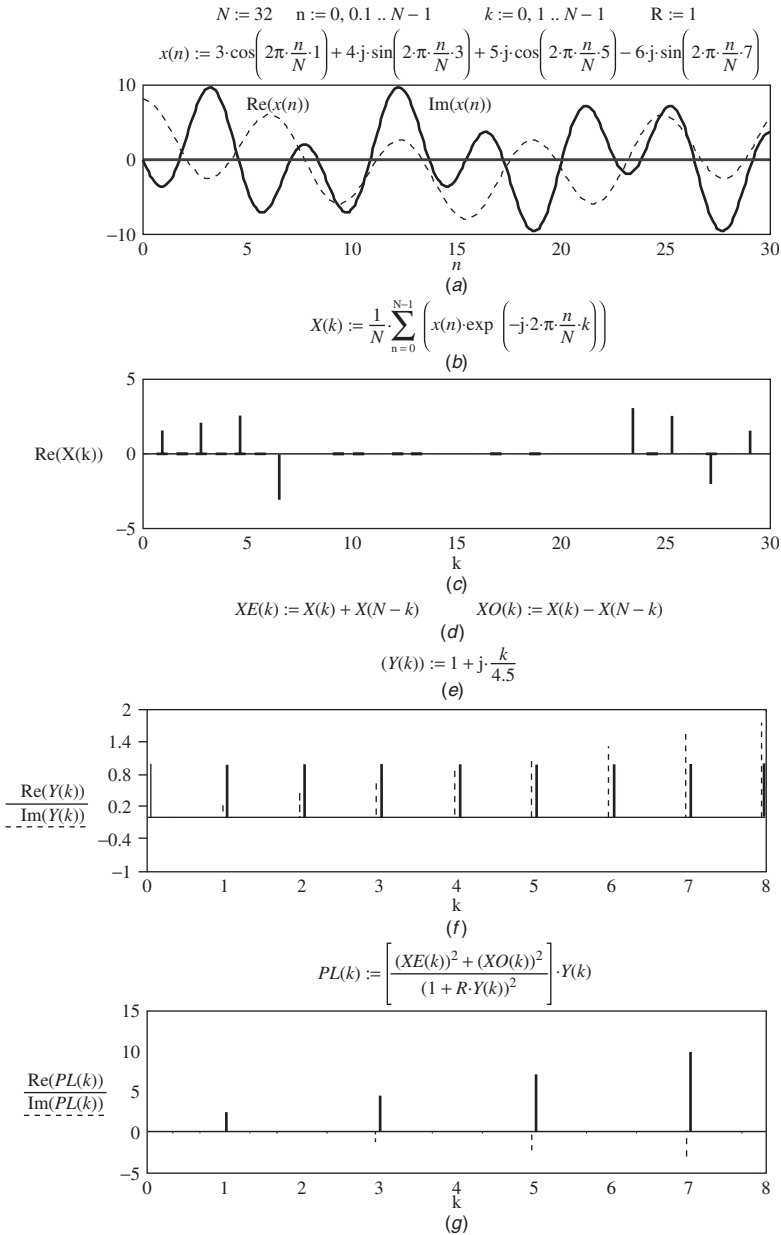 N := 32 n := 0, 0.1 .. N − 1 k := 0, 1 .. N − 1 R := 1
x(n) := 3·cos(2π·n/N·1) + 4·j·sin(2·π·n/N·3) + 5·j·cos(2·π·n/N·5) − 6·j·sin(2·π·n/N·7)
10
Re(x(n)) Im(x(n))
0
−10
0 5 10 15 20 25 30
n
(a)
X(k) := 1/N·∑ n = 0 N−1 (x(n)·exp (−j·2·π·n/N·k))
(b)
5
Re(X(k)) 0
−5
0 5 10 15 20 25 30
k
(c)
XE(k) := X(k) + X(N − k) XO(k) := X(k) − X(N − k)
(d)
(Y(k)) := 1 + j·k/4.5
(e)
2
1.4
0.8
Re(Y(k))
0.2
Im(Y(k))
−0.4
−1
0 1 2 3 4 5 6 7 8
k
(f)
PL(k) := [(XE(k))² + (XO(k))² / (1 + R·Y(k))²]·Y(k)
15
10
Re(PL(k))
5
Im(PL(k))
0
−5
0 1 2 3 4 5 6 7 8
k
(g)